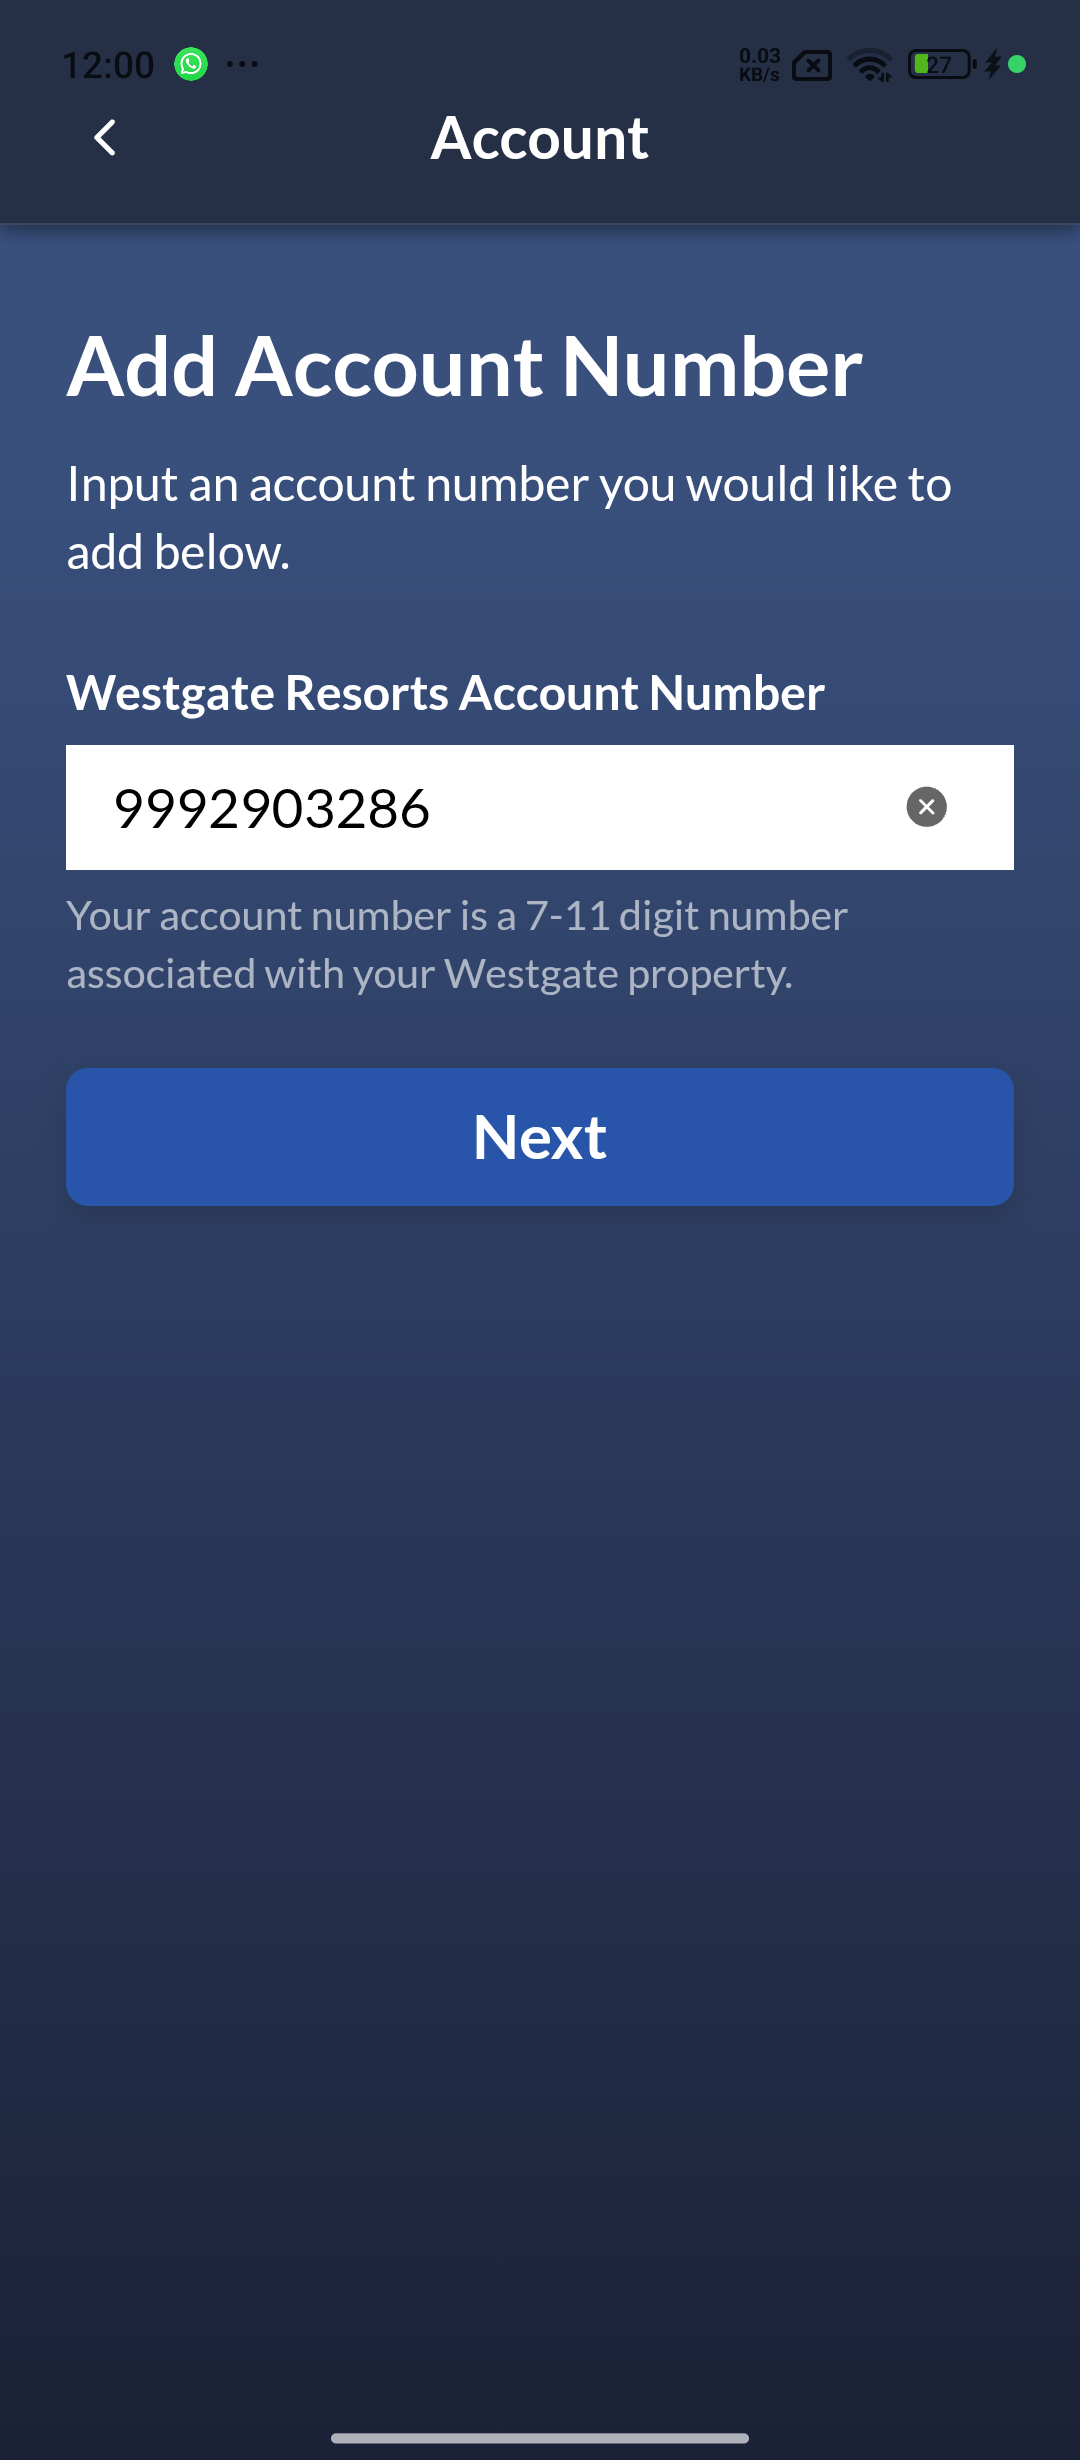 12:00
0.03
KB/s
27
Account
Add Account Number
Input an account number you would like to
add below.
Westgate Resorts Account Number
9992903286
Your account number is a 7-11 digit number
associated with your Westgate property.
Next